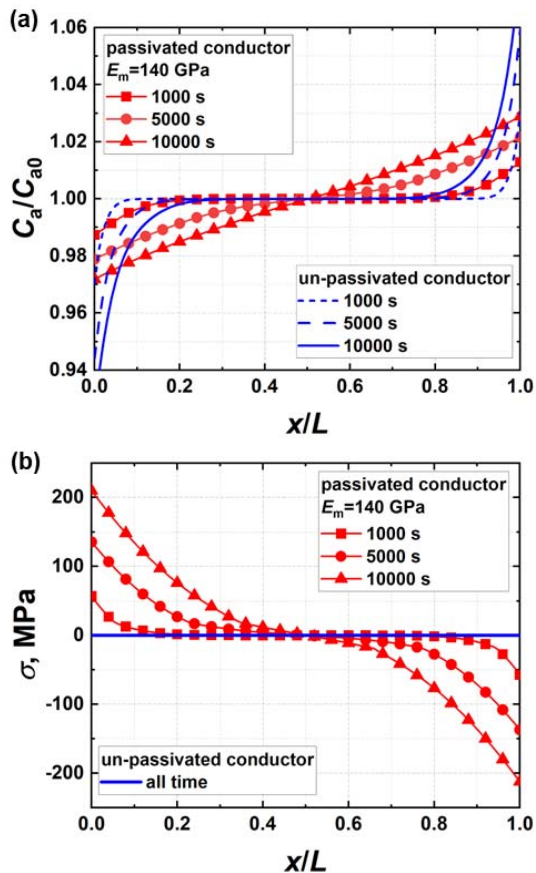 (a)
1.06
1.04
1.02
1.00
0.98
0.96
0.94
Ca/Ca0
passivated conductor
Em=140 GPa
1000 s
5000 s
10000 s
un-passivated conductor
1000 s
5000 s
10000 s
0.0 0.2 0.4 0.6 0.8 1.0
x/L
(b)
200
100
0
-100
-200
σ, MPa
passivated conductor
Em=140 GPa
1000 s
5000 s
10000 s
un-passivated conductor
all time
0.0 0.2 0.4 0.6 0.8 1.0
x/L